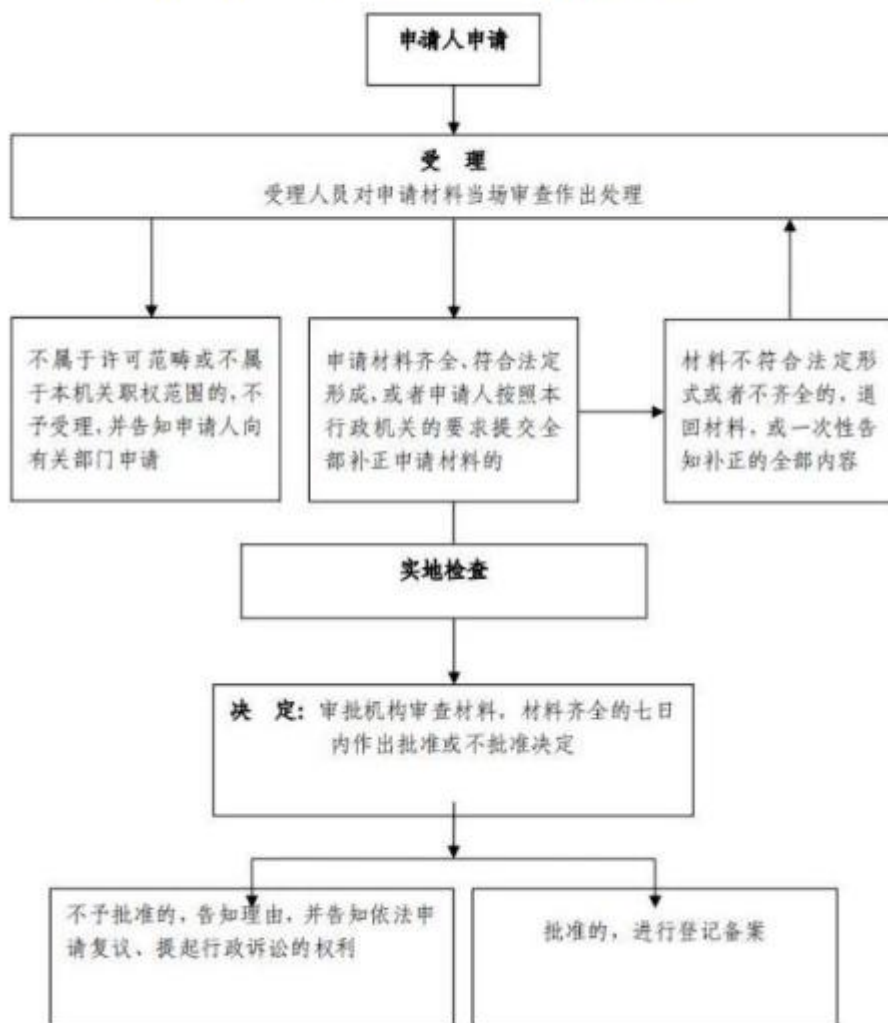 申请人申请
受 理
受理人员对申请材料当场审查作出处理
不属于许可范畴或不属
于本机关职权范围的，不
予受理，并告知申请人向
有关部门申请
申请材料齐全、符合法定
形成，或者申请人按照本
行政机关的要求提交全
部补正申请材料的
材料不符合法定形
式或者不齐全的，退
回材料，或一次性告
知补正的全部内容
实地检查
决 定：审批机构审查材料，材料齐全的七日
内作出批准或不批准决定
不予批准的，告知理由，并告知依法申
请复议、提起行政诉讼的权利
批准的，进行登记备案